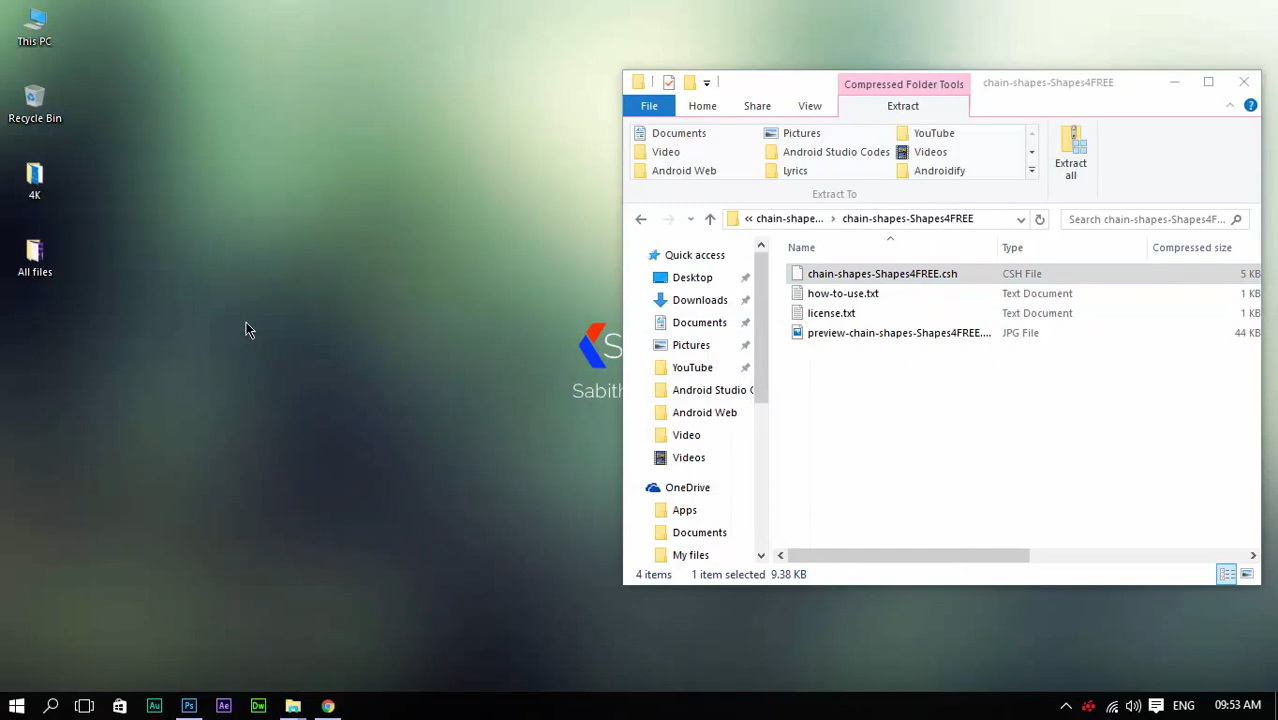 This PC
Recycle Bin
4K
All files
Sabith
Compressed Folder Tools
chain-shapes-Shapes4FREE
File
Home
Share
View
Extract
Documents
Pictures
YouTube
Video
Android Studio Codes
Videos
Android Web
Lyrics
Androidify
Extract all
Extract To
« chain-shape... › chain-shapes-Shapes4FREE
Search chain-shapes-Shapes4F...
Name
Type
Compressed size
Quick access
Desktop
Downloads
Documents
Pictures
YouTube
Android Studio C
Android Web
Video
Videos
OneDrive
Apps
Documents
My files
chain-shapes-Shapes4FREE.csh CSH File 5 KB
how-to-use.txt Text Document 1 KB
license.txt Text Document 1 KB
preview-chain-shapes-Shapes4FREE.... JPG File 44 KB
4 items 1 item selected 9.38 KB
Au
Ps
Ae
Dw
ENG
09:53 AM